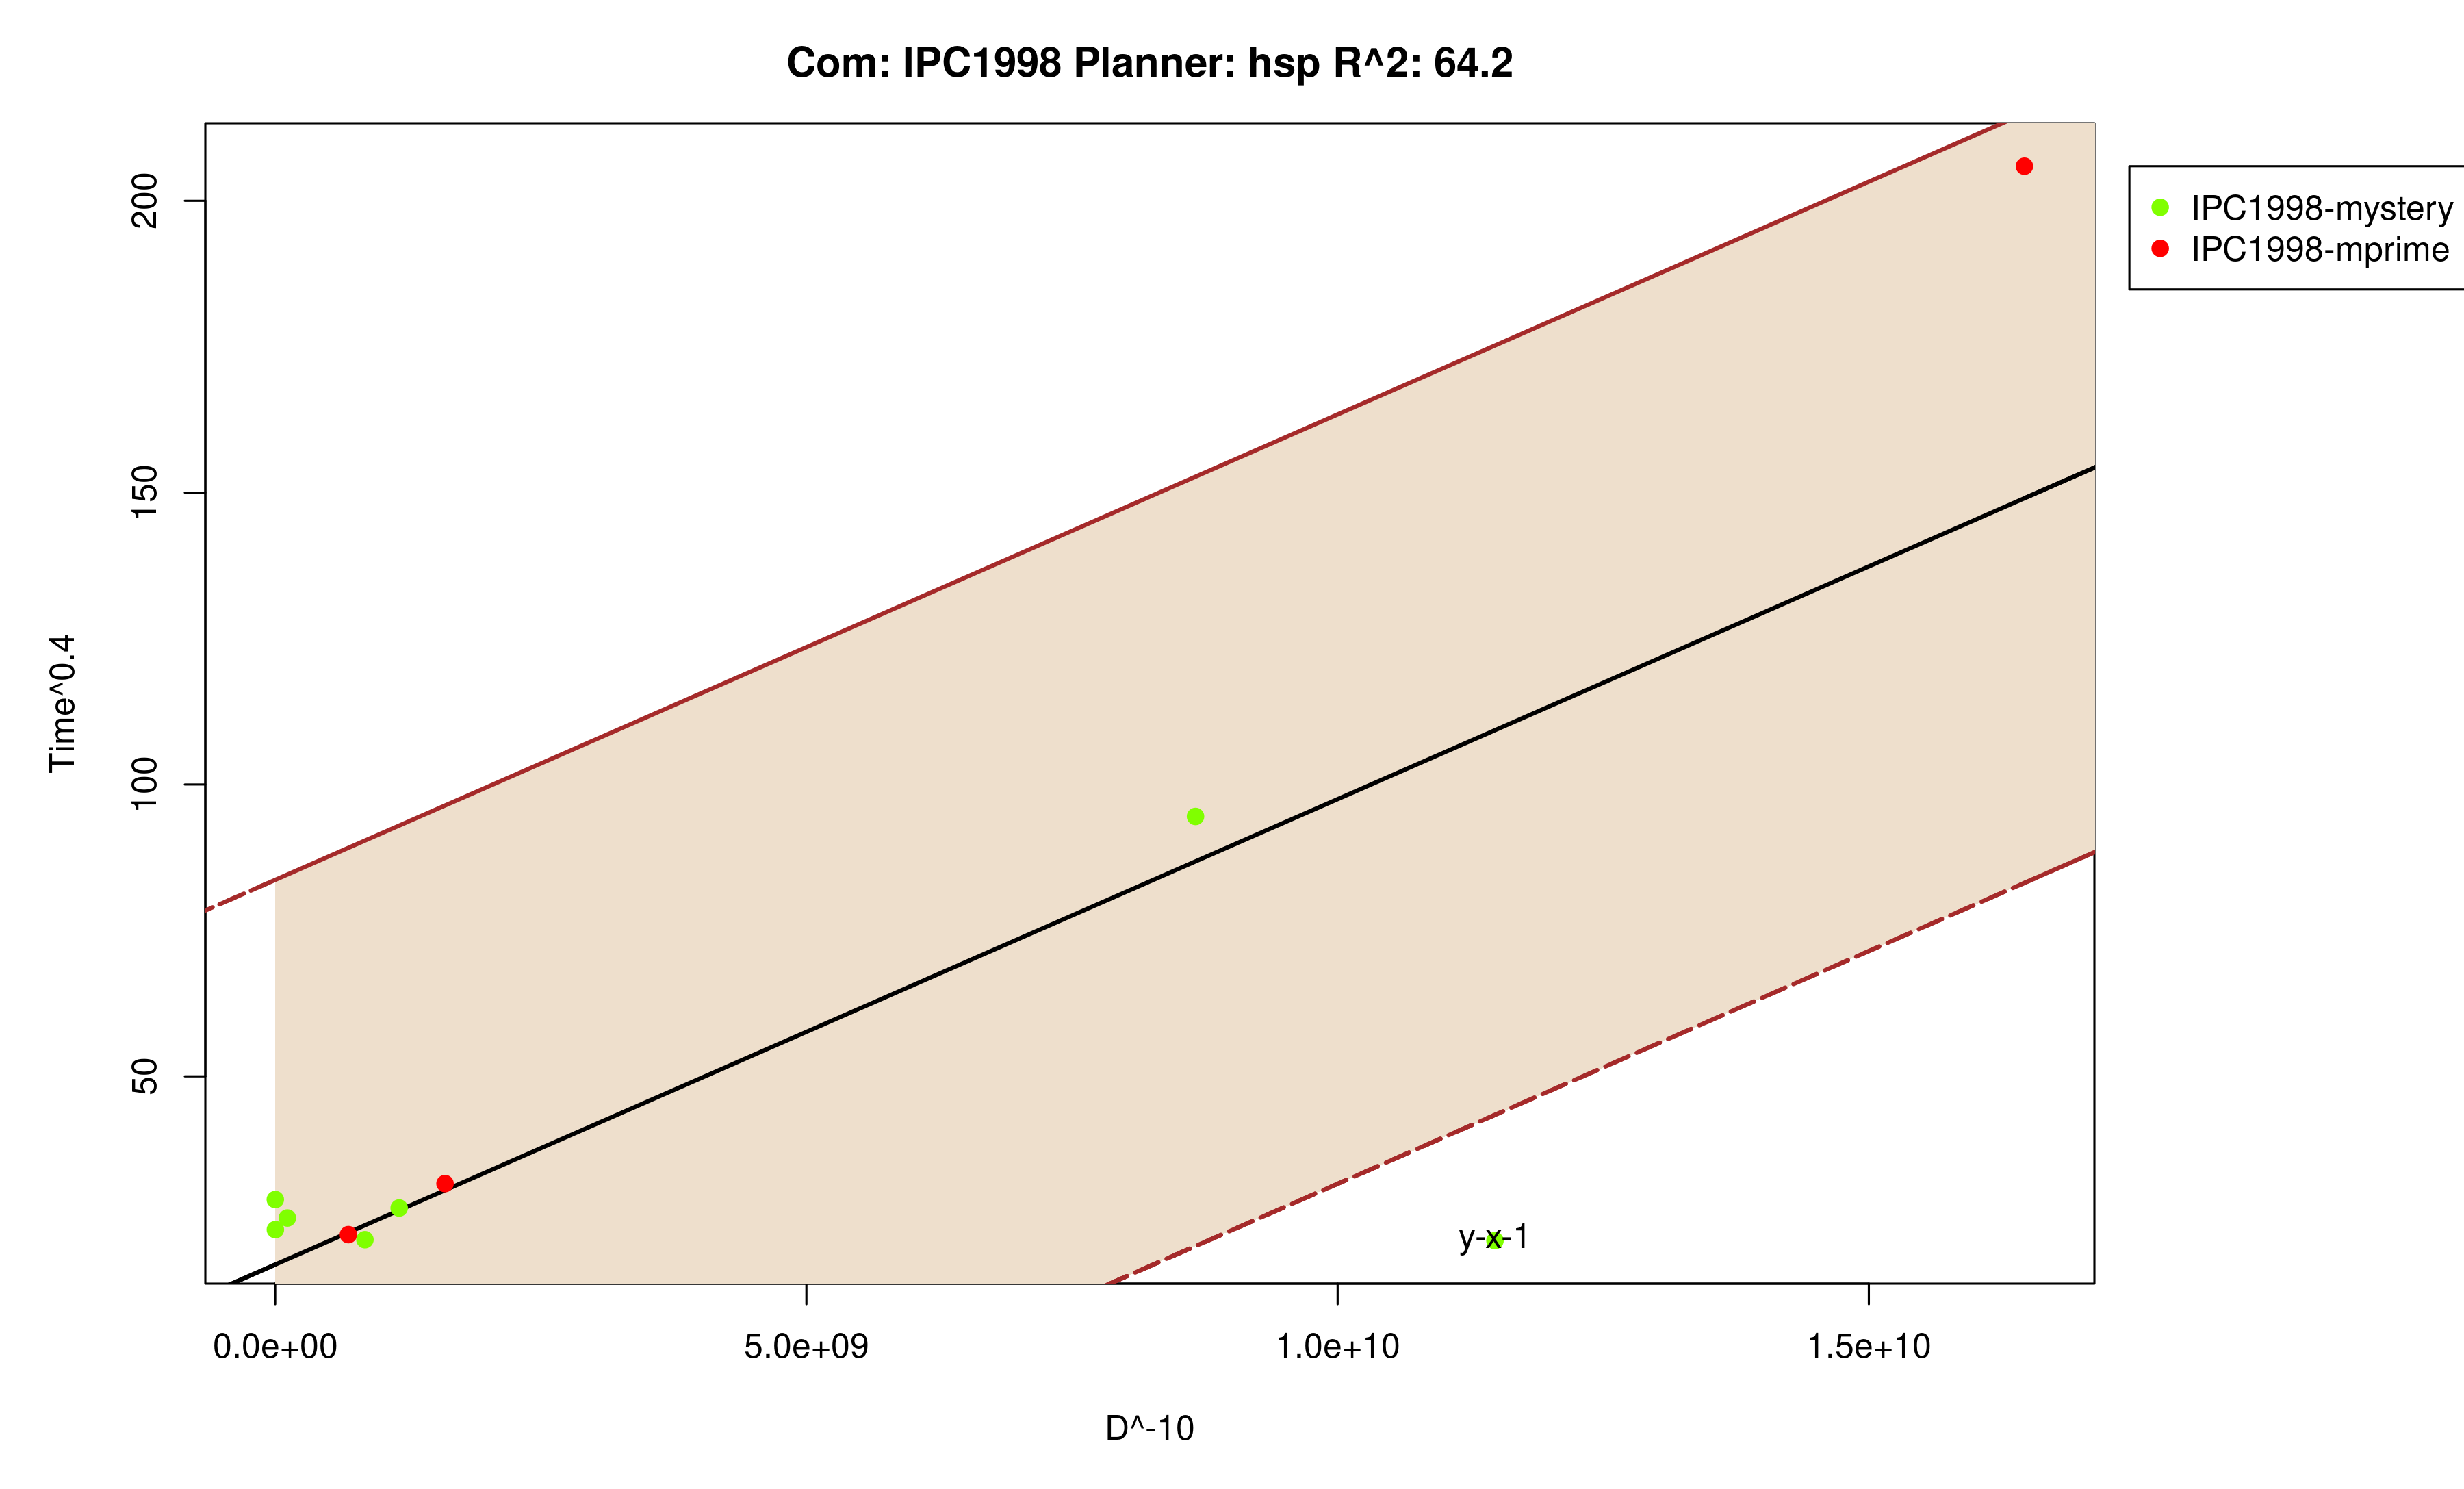 Com: IPC1998 Planner: hsp R^2: 64.2
200
150
100
50
Time^0.4
IPC1998-mystery
IPC1998-mprime
y-x-1
0.0e+00 5.0e+09 1.0e+10 1.5e+10
D^-10